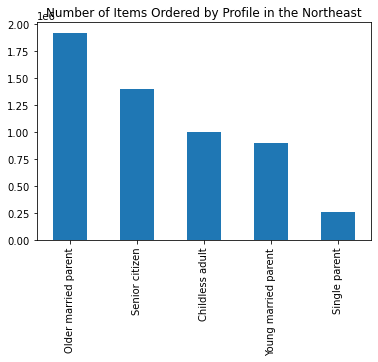 Number of Items Ordered by Profile in the Northeast
1e6
2.00
1.75
1.50
1.25
1.00
0.75
0.50
0.25
0.00
Older married parent
Senior citizen
Childless adult
Young married parent
Single parent